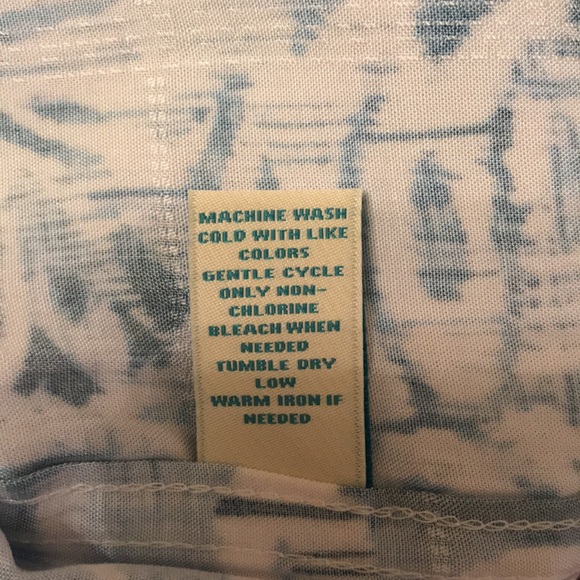 MACHINE WASH
COLD WITH LIKE
COLORS
GENTLE CYCLE
ONLY NON-
CHLORINE
BLEACH WHEN
NEEDED
TUMBLE DRY
LOW
WARM IRON IF
NEEDED